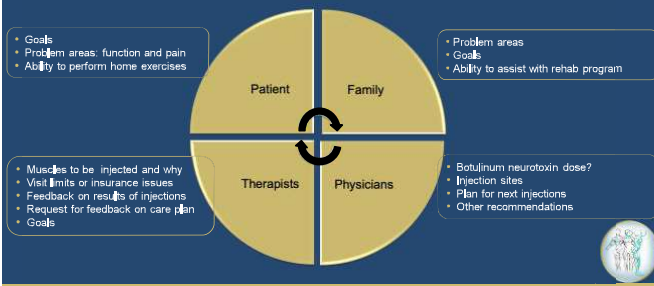 • Goals
• Problem areas: function and pain
• Ability to perform home exercises
• Problem areas
• Goals
• Ability to assist with rehab program
Patient
Family
Therapists
Physicians
• Muscles to be injected and why
• Visit limits or insurance issues
• Feedback on results of injections
• Request for feedback on care plan
• Goals
• Botulinum neurotoxin dose?
• Injection sites
• Plan for next injections
• Other recommendations